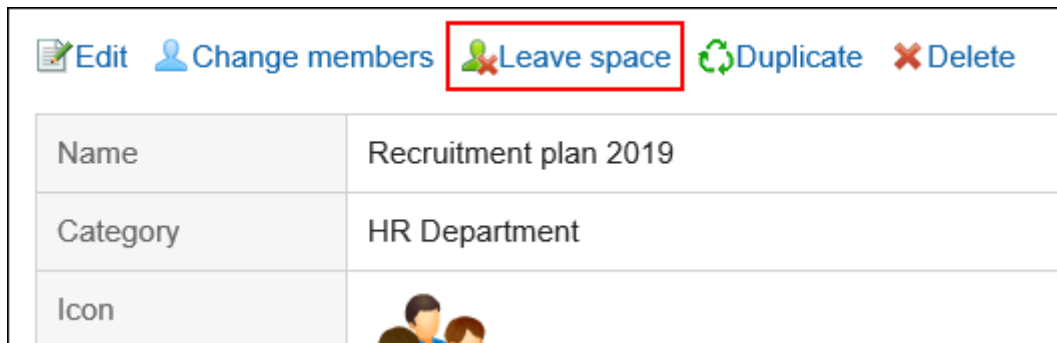 Edit Change members Leave space Duplicate Delete
Name Recruitment plan 2019
Category HR Department
Icon